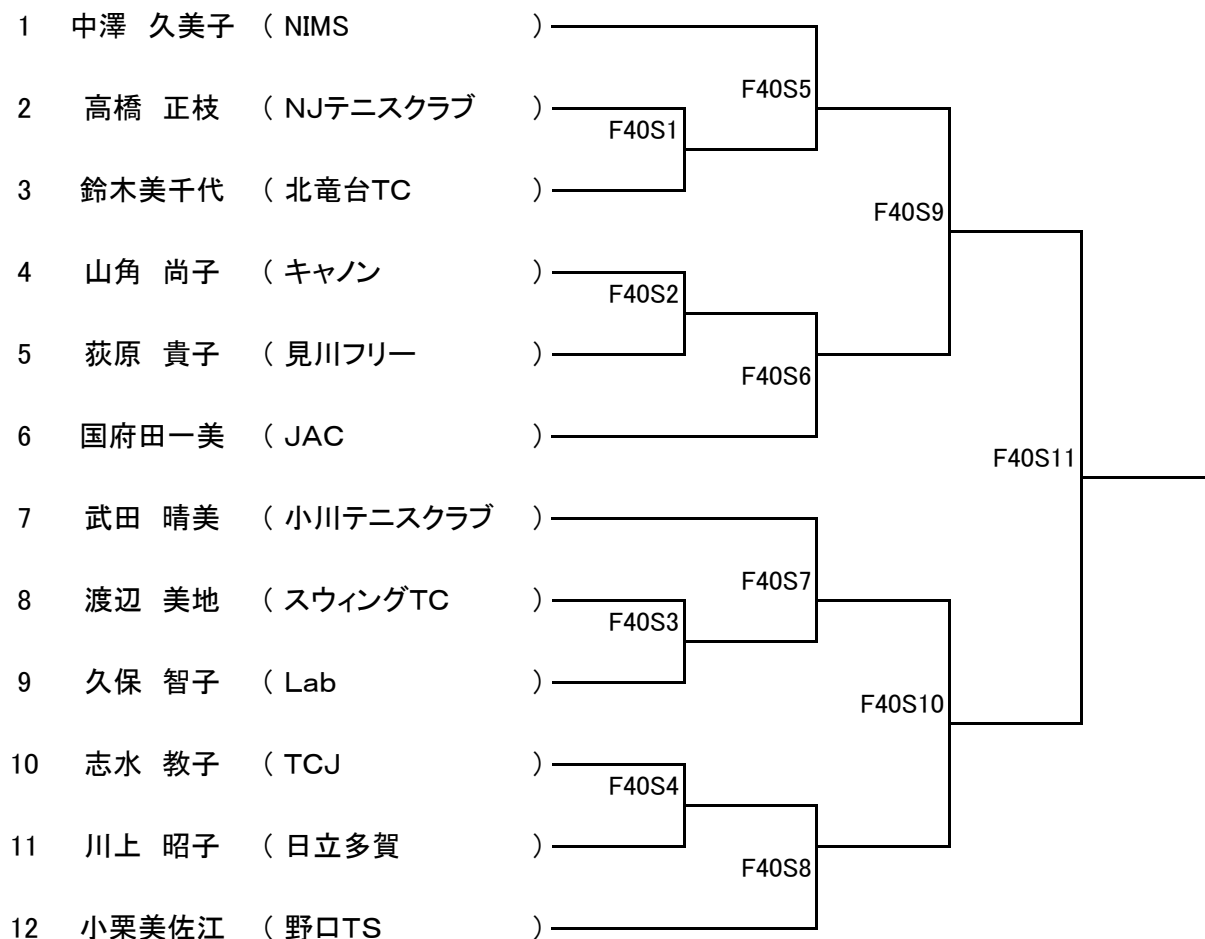 1 中澤 久美子 ( NIMS )
F40S5
2 高橋 正枝 ( NJテニスクラブ )
F40S1
3 鈴木美千代 ( 北竜台TC )
F40S9
4 山角 尚子 ( キャノン )
F40S2
5 荻原 貴子 ( 見川フリー )
F40S6
6 国府田一美 ( JAC )
F40S11
7 武田 晴美 ( 小川テニスクラブ )
F40S7
8 渡辺 美地 ( スウィングTC )
F40S3
9 久保 智子 ( Lab )
F40S10
10 志水 教子 ( TCJ )
F40S4
11 川上 昭子 ( 日立多賀 )
F40S8
12 小栗美佐江 ( 野口TS )